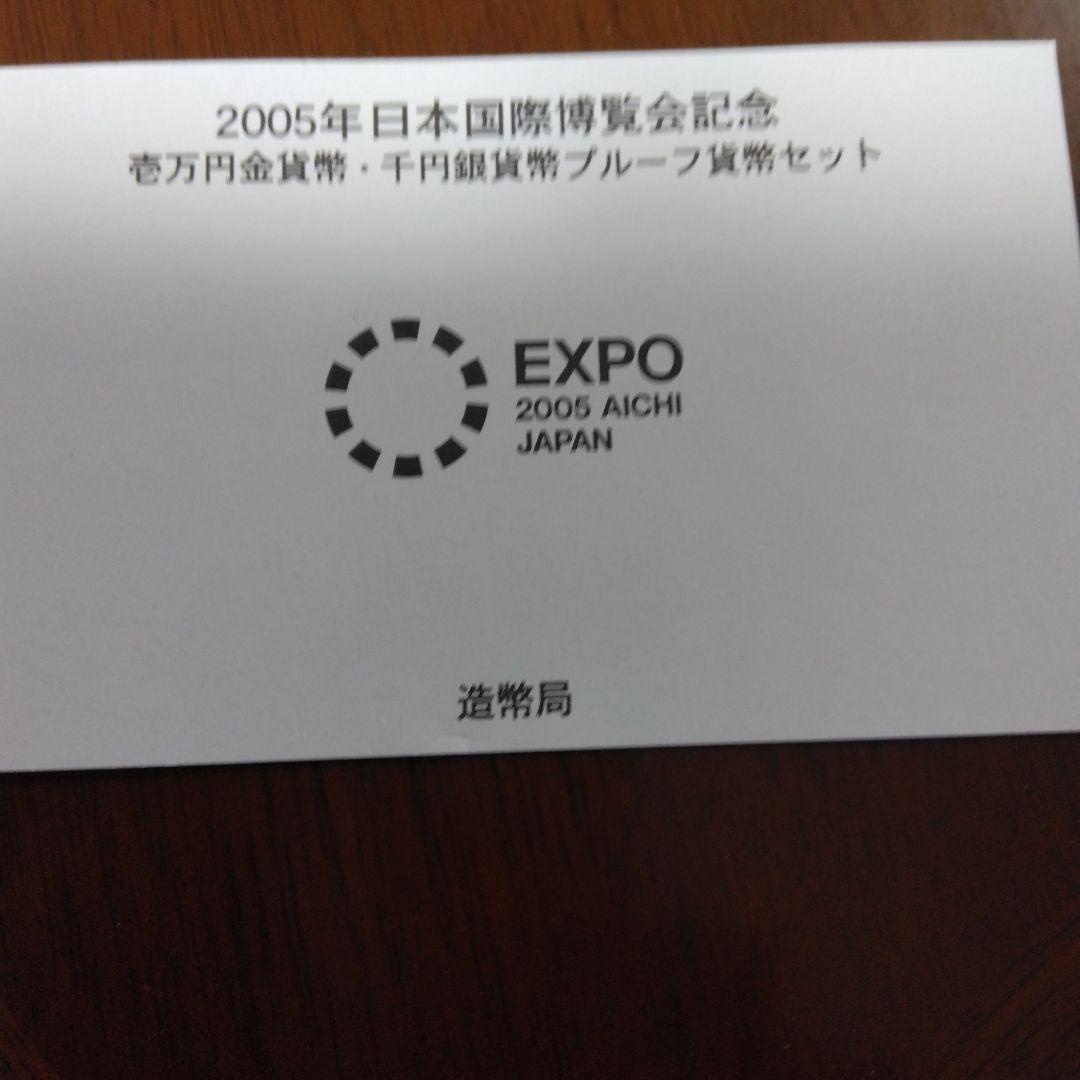 2005年日本国際博覧会記念
壱万円金貨幣・千円銀貨幣プルーフ貨幣セット
EXPO
2005 AICHI
JAPAN
造幣局